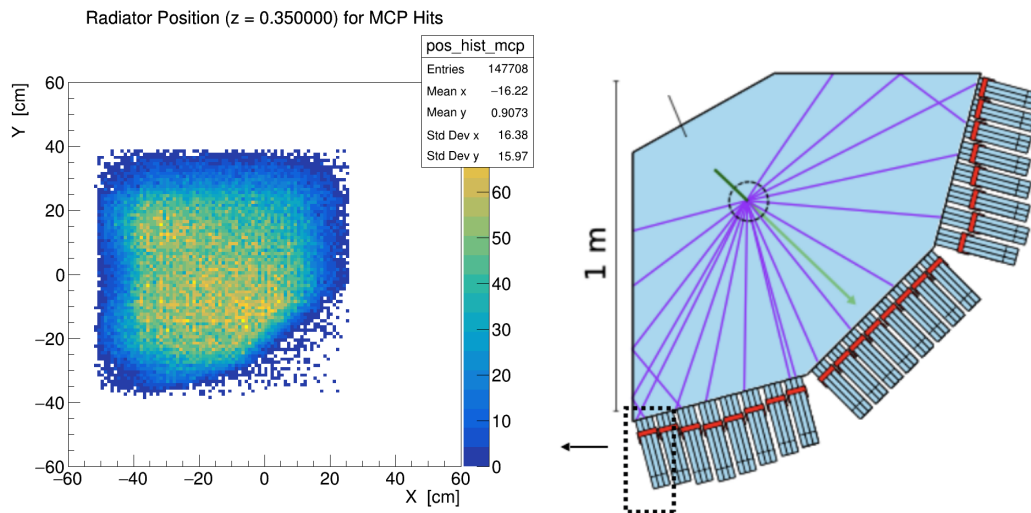 Radiator Position (z = 0.350000) for MCP Hits
pos_hist_mcp
Entries 147708
Mean x −16.22
Mean y 0.9073
Std Dev x 16.38
Std Dev y 15.97
Y [cm]
60
40
20
0
−20
−40
−60
−60 −40 −20 0 20 40 60
X [cm]
60
50
40
30
20
10
0
1 m